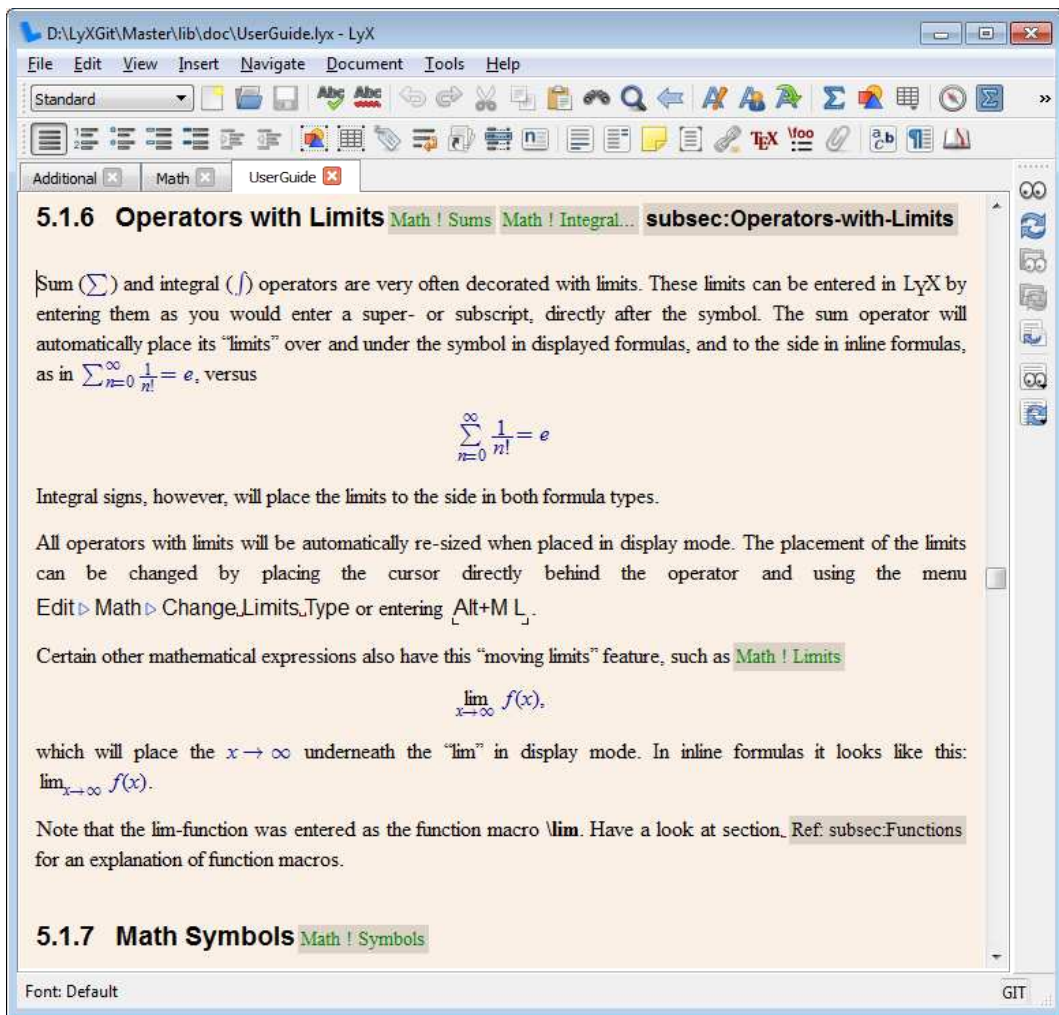 D:\LyXGit\Master\lib\doc\UserGuide.lyx - LyX
File Edit View Insert Navigate Document Tools Help
Standard Abc Abc Σ Σ »
n TEX \foo a b c b ¶
Additional Math UserGuide
5.1.6 Operators with Limits Math ! Sums Math ! Integral... subsec:Operators-with-Limits
Sum (∑) and integral (∫) operators are very often decorated with limits. These limits can be entered in LyX by
entering them as you would enter a super- or subscript, directly after the symbol. The sum operator will
automatically place its “limits” over and under the symbol in displayed formulas, and to the side in inline formulas,
as in ∑_{n=0}^{∞} 1/n! = e, versus
∑_{n=0}^{∞} 1/n! = e
Integral signs, however, will place the limits to the side in both formula types.
All operators with limits will be automatically re-sized when placed in display mode. The placement of the limits
can be changed by placing the cursor directly behind the operator and using the menu
Edit ▷ Math ▷ Change Limits Type or entering Alt+M L .
Certain other mathematical expressions also have this “moving limits” feature, such as Math ! Limits
lim_{x→∞} f(x),
which will place the x → ∞ underneath the “lim” in display mode. In inline formulas it looks like this:
lim_{x→∞} f(x).
Note that the lim-function was entered as the function macro \lim. Have a look at section Ref: subsec:Functions
for an explanation of function macros.
5.1.7 Math Symbols Math ! Symbols
Font: Default GIT